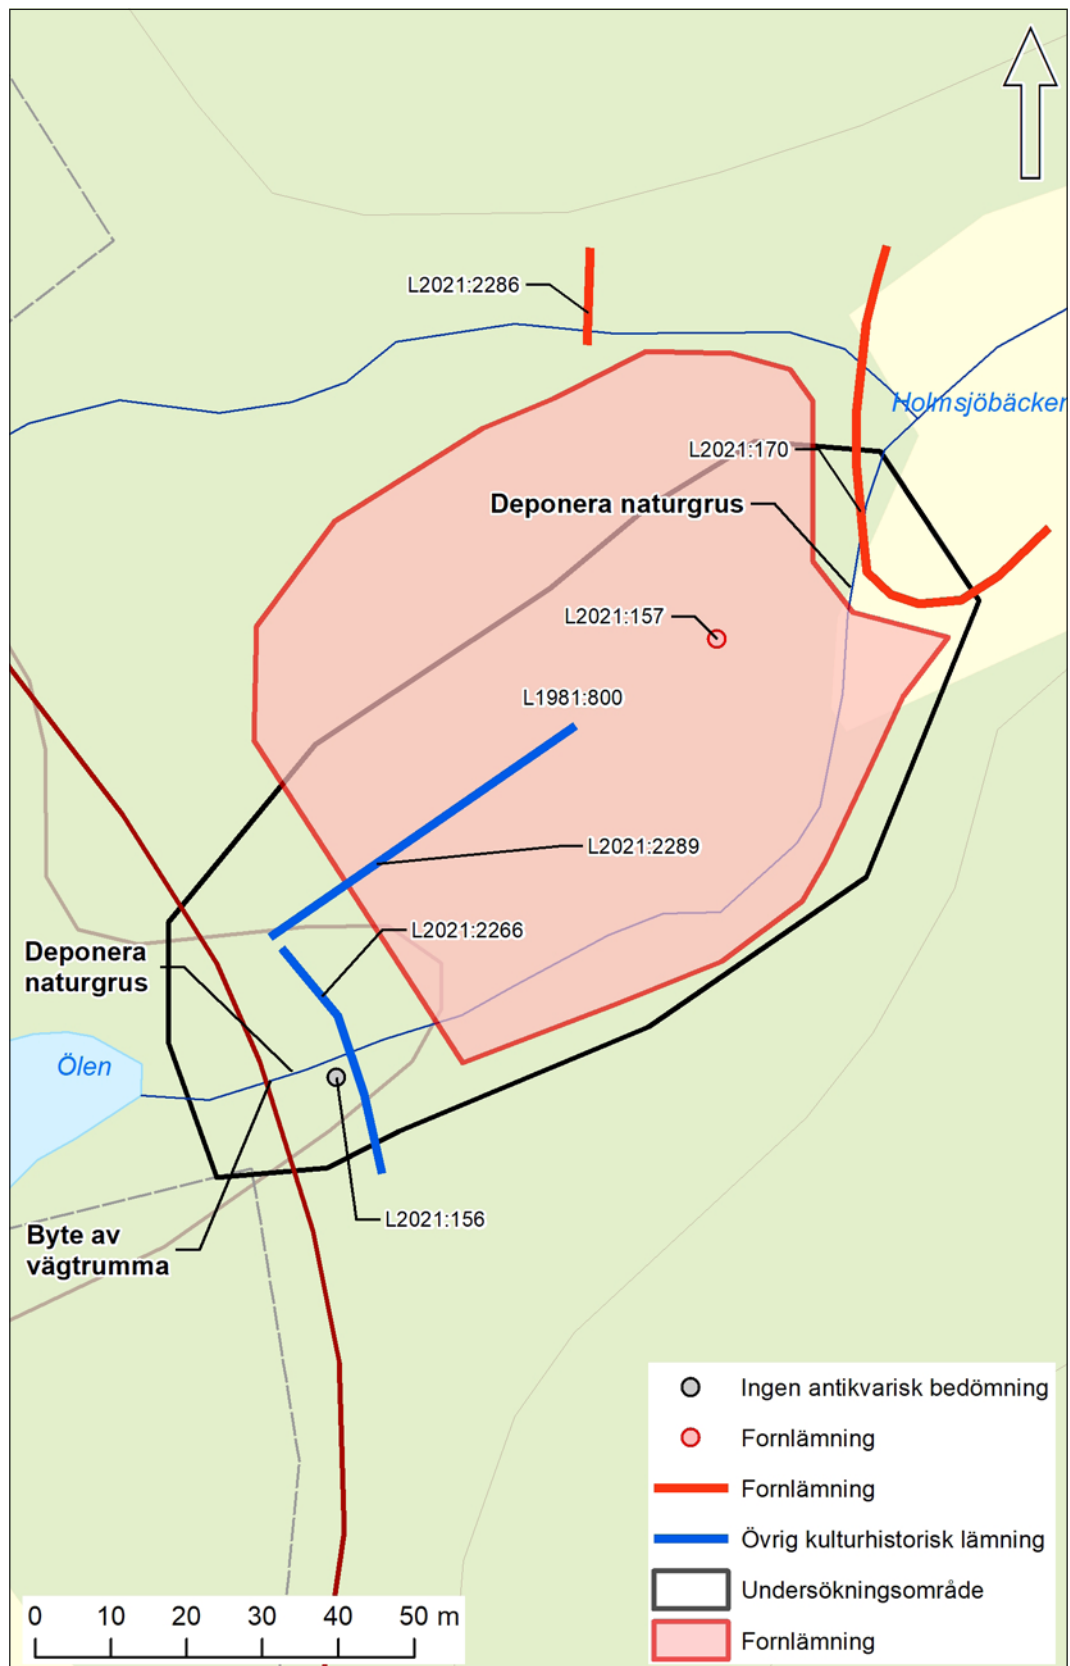 L2021:2286
Holmsjöbäcken
L2021:170
Deponera naturgrus
L2021:157
L1981:800
L2021:2289
L2021:2266
Deponera
naturgrus
Ölen
L2021:156
Byte av
vägtrumma
Ingen antikvarisk bedömning
Fornlämning
Fornlämning
Övrig kulturhistorisk lämning
Undersökningsområde
Fornlämning
0 10 20 30 40 50 m